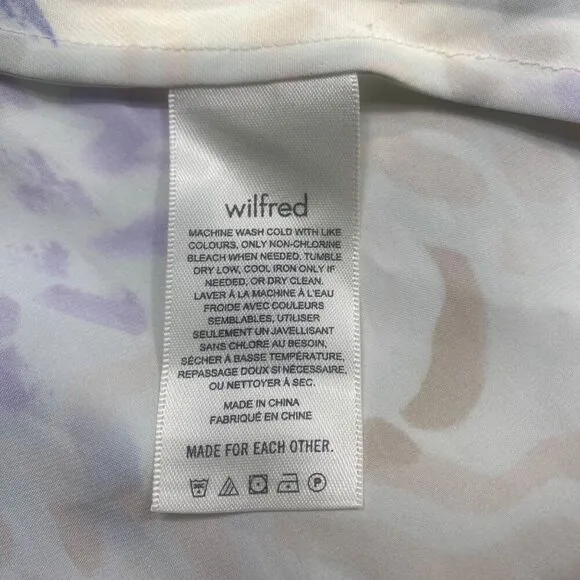 wilfred
MACHINE WASH COLD WITH LIKE
COLOURS, ONLY NON-CHLORINE
BLEACH WHEN NEEDED, TUMBLE
DRY LOW, COOL IRON ONLY IF
NEEDED, OR DRY CLEAN.
LAVER À LA MACHINE À L'EAU
FROIDE AVEC COULEURS
SEMBLABLES, UTILISER
SEULEMENT UN JAVELLISANT
SANS CHLORE AU BESOIN,
SÉCHER À BASSE TEMPÉRATURE,
REPASSAGE DOUX SI NÉCESSAIRE,
OU NETTOYER À SEC.
MADE IN CHINA
FABRIQUÉ EN CHINE
MADE FOR EACH OTHER.
P